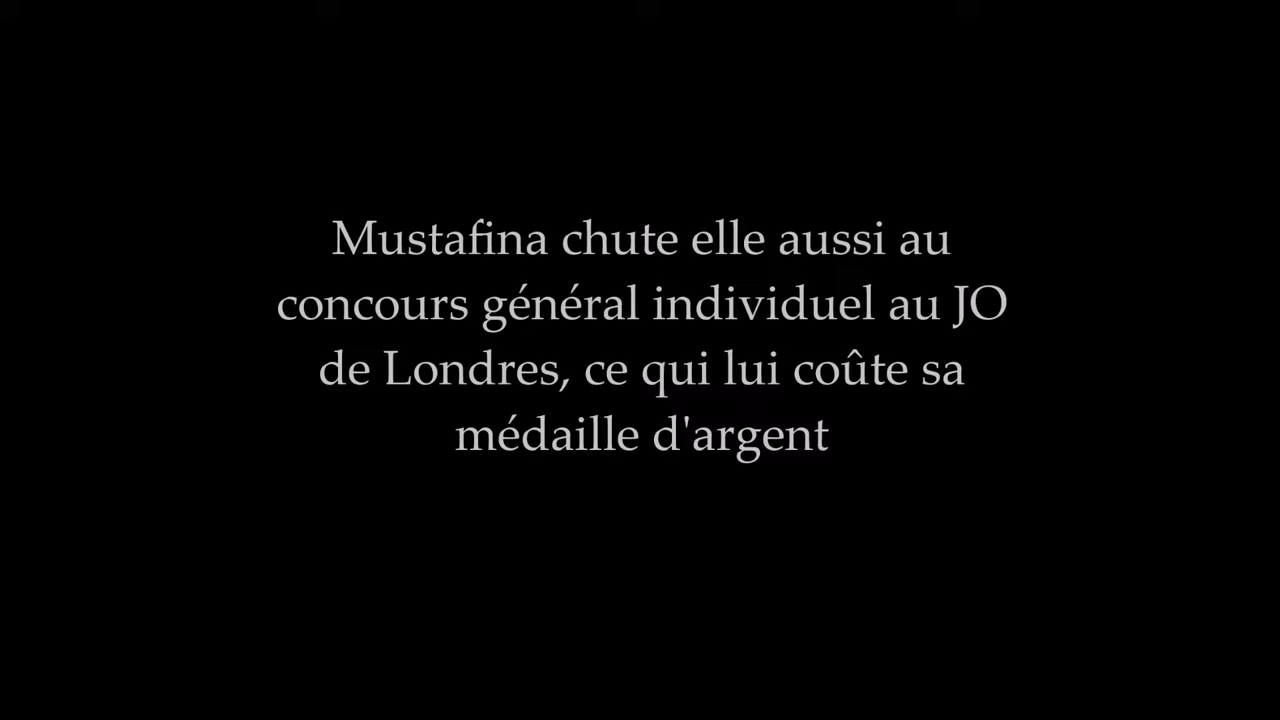 Mustafina chute elle aussi au
concours général individuel au JO
de Londres, ce qui lui coûte sa
médaille d'argent